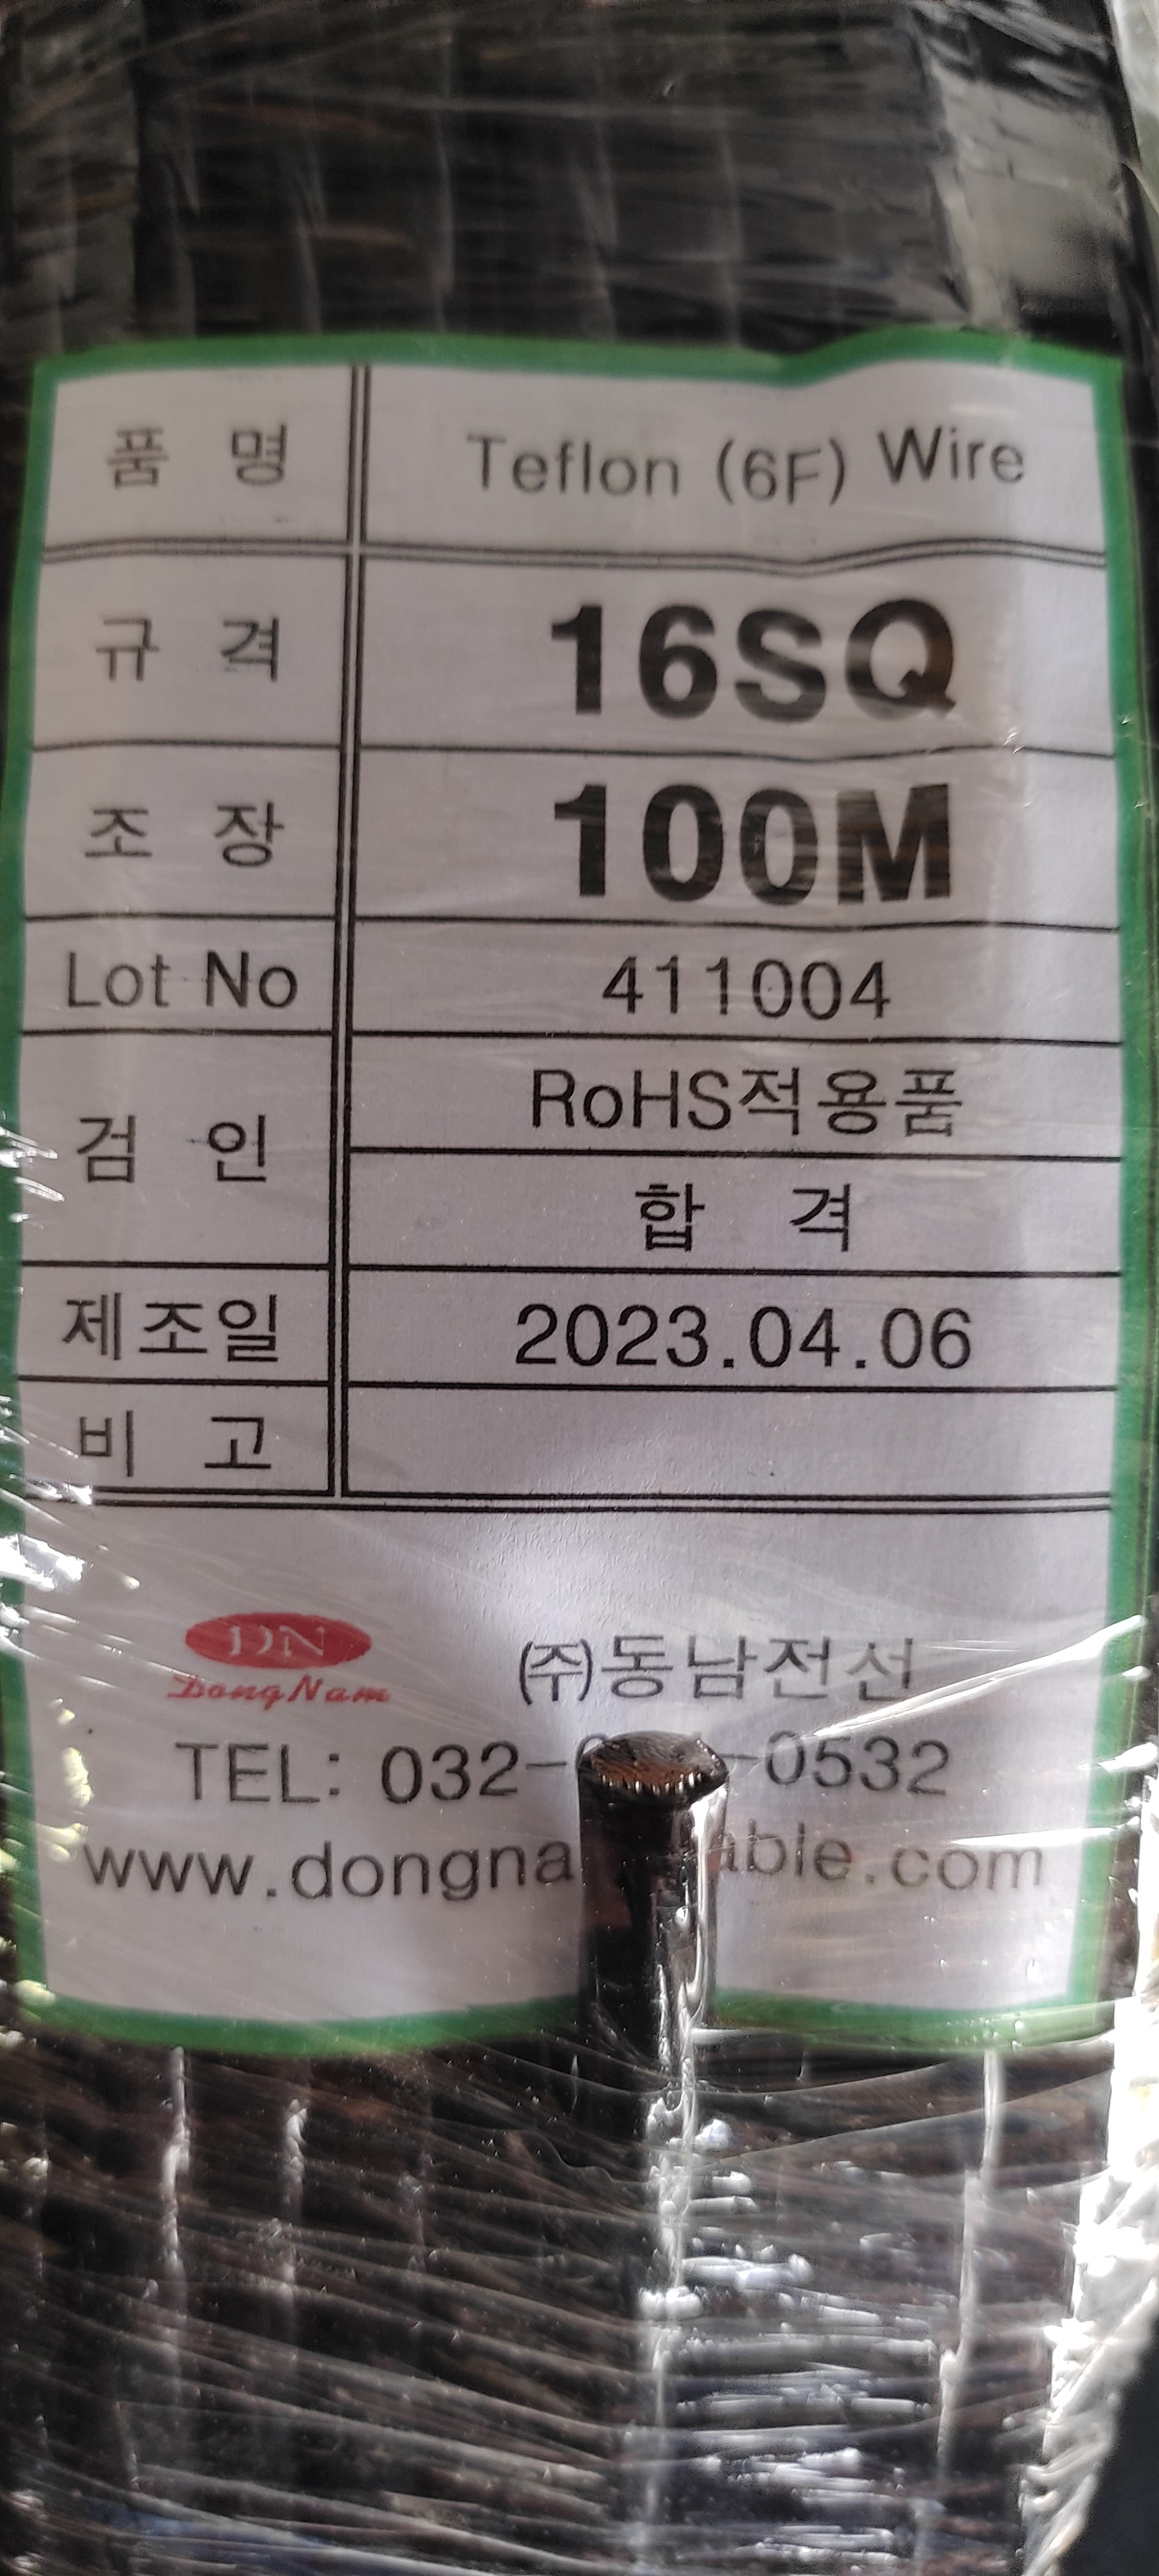 품 명 Teflon (6F) Wire
규 격 16SQ
조 장 100M
Lot No 411004
검 인 RoHS적용품
합 격
제조일 2023.04.06
비 고
DN
DongNam
㈜동남전선
TEL: 032- -0532
www.dongna able.com